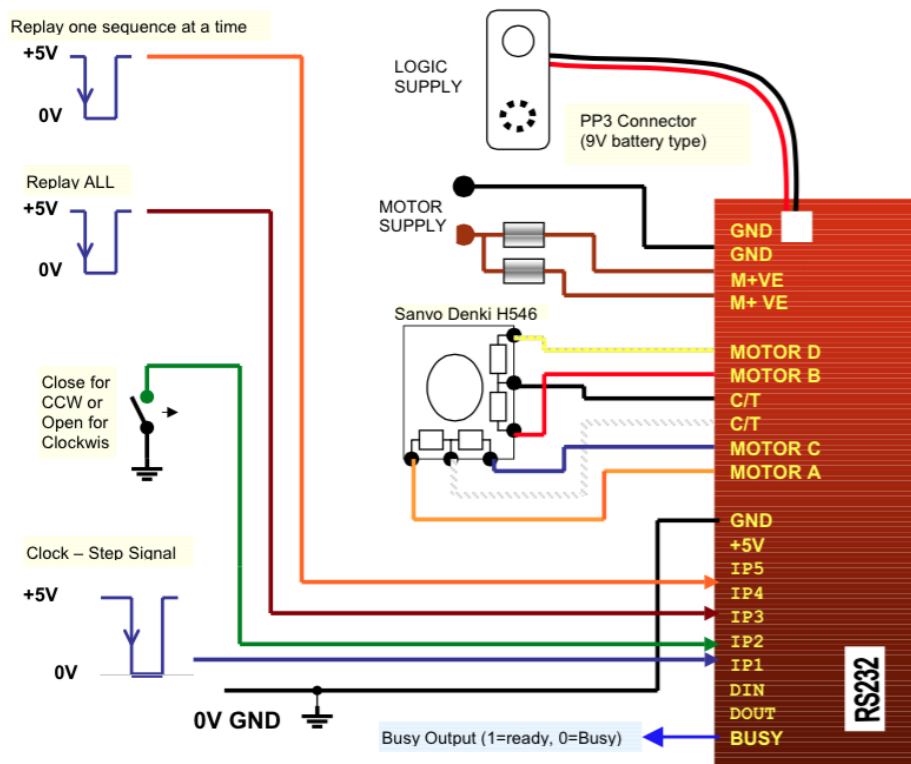 Replay one sequence at a time
+5V
0V
Replay ALL
+5V
0V
Close for
CCW or
Open for
Clockwis
Clock – Step Signal
+5V
0V
0V GND
LOGIC
SUPPLY
PP3 Connector
(9V battery type)
MOTOR
SUPPLY
Sanvo Denki H546
Busy Output (1=ready, 0=Busy)
GND
GND
M+VE
M+ VE
MOTOR D
MOTOR B
C/T
C/T
MOTOR C
MOTOR A
GND
+5V
IP5
IP4
IP3
IP2
IP1
DIN
DOUT
BUSY
RS232